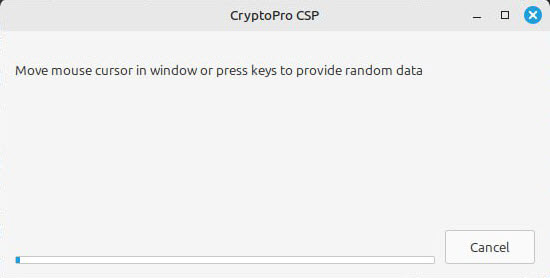 CryptoPro CSP
Move mouse cursor in window or press keys to provide random data
Cancel